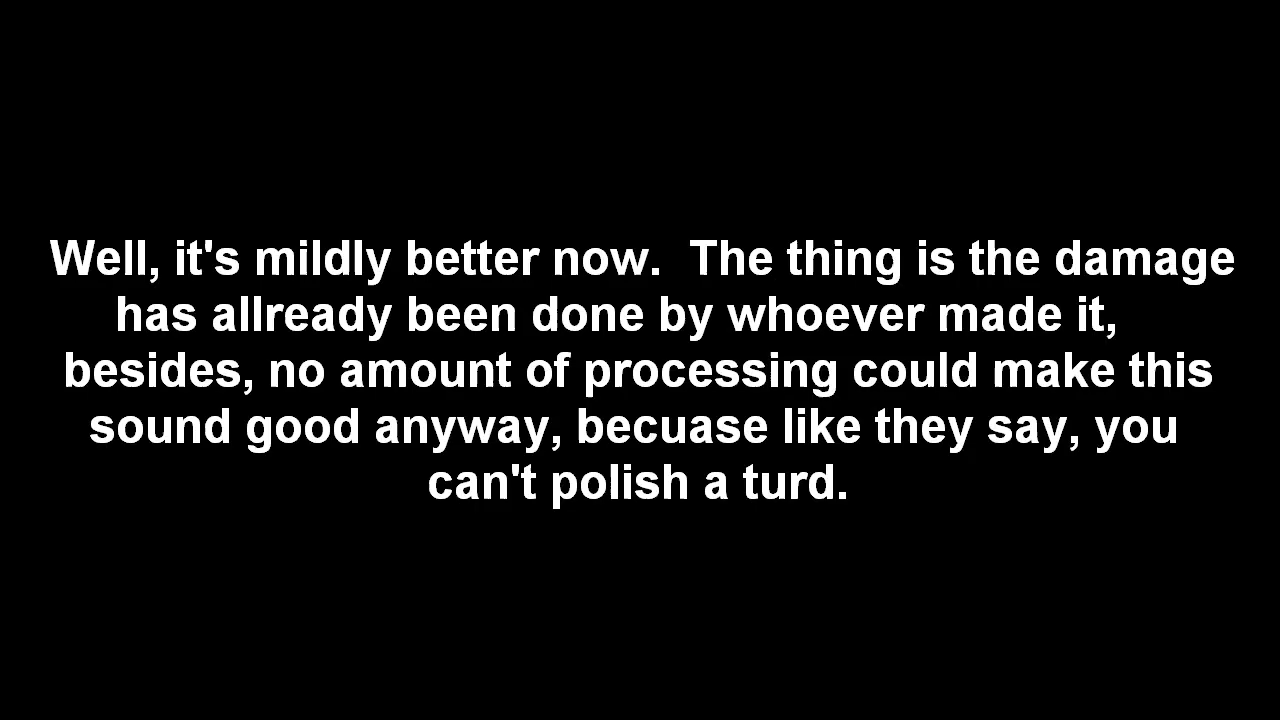 Well, it's mildly better now.  The thing is the damage
has allready been done by whoever made it,
besides, no amount of processing could make this
sound good anyway, becuase like they say, you
can't polish a turd.